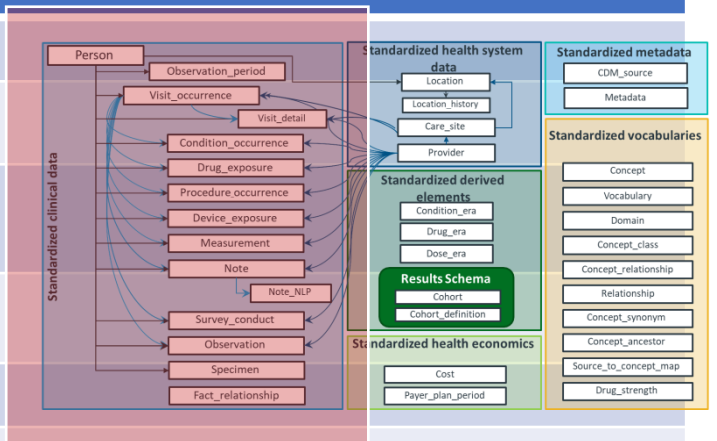 Standardized clinical data
Person
Observation_period
Visit_occurrence
Visit_detail
Condition_occurrence
Drug_exposure
Procedure_occurrence
Device_exposure
Measurement
Note
Note_NLP
Survey_conduct
Observation
Specimen
Fact_relationship
Standardized health system
data
Location
Location_history
Care_site
Provider
Standardized derived
elements
Condition_era
Drug_era
Dose_era
Results Schema
Cohort
Cohort_definition
Standardized health economics
Cost
Payer_plan_period
Standardized metadata
CDM_source
Metadata
Standardized vocabularies
Concept
Vocabulary
Domain
Concept_class
Concept_relationship
Relationship
Concept_synonym
Concept_ancestor
Source_to_concept_map
Drug_strength